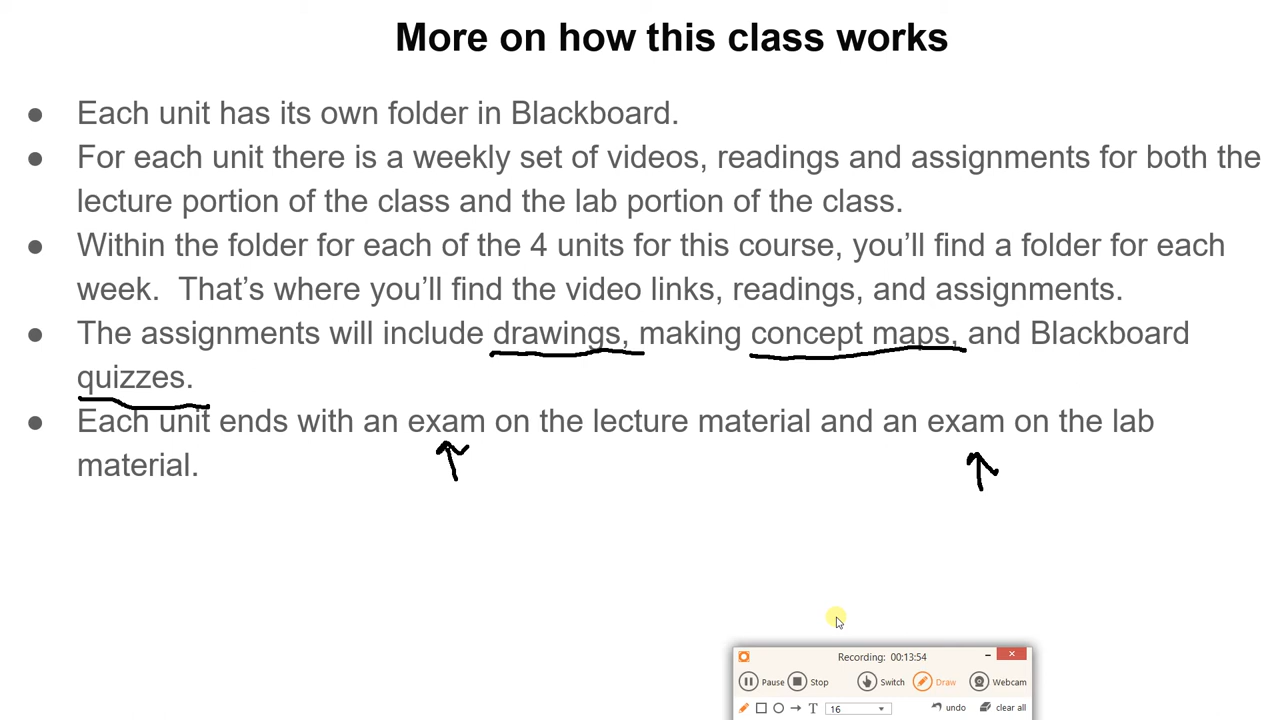 More on how this class works
● Each unit has its own folder in Blackboard.
● For each unit there is a weekly set of videos, readings and assignments for both the
lecture portion of the class and the lab portion of the class.
● Within the folder for each of the 4 units for this course, you’ll find a folder for each
week.  That’s where you’ll find the video links, readings, and assignments.
● The assignments will include drawings, making concept maps, and Blackboard
quizzes.
● Each unit ends with an exam on the lecture material and an exam on the lab
material.
Recording: 00:13:54
Pause Stop Switch Draw Webcam
T 16 undo clear all